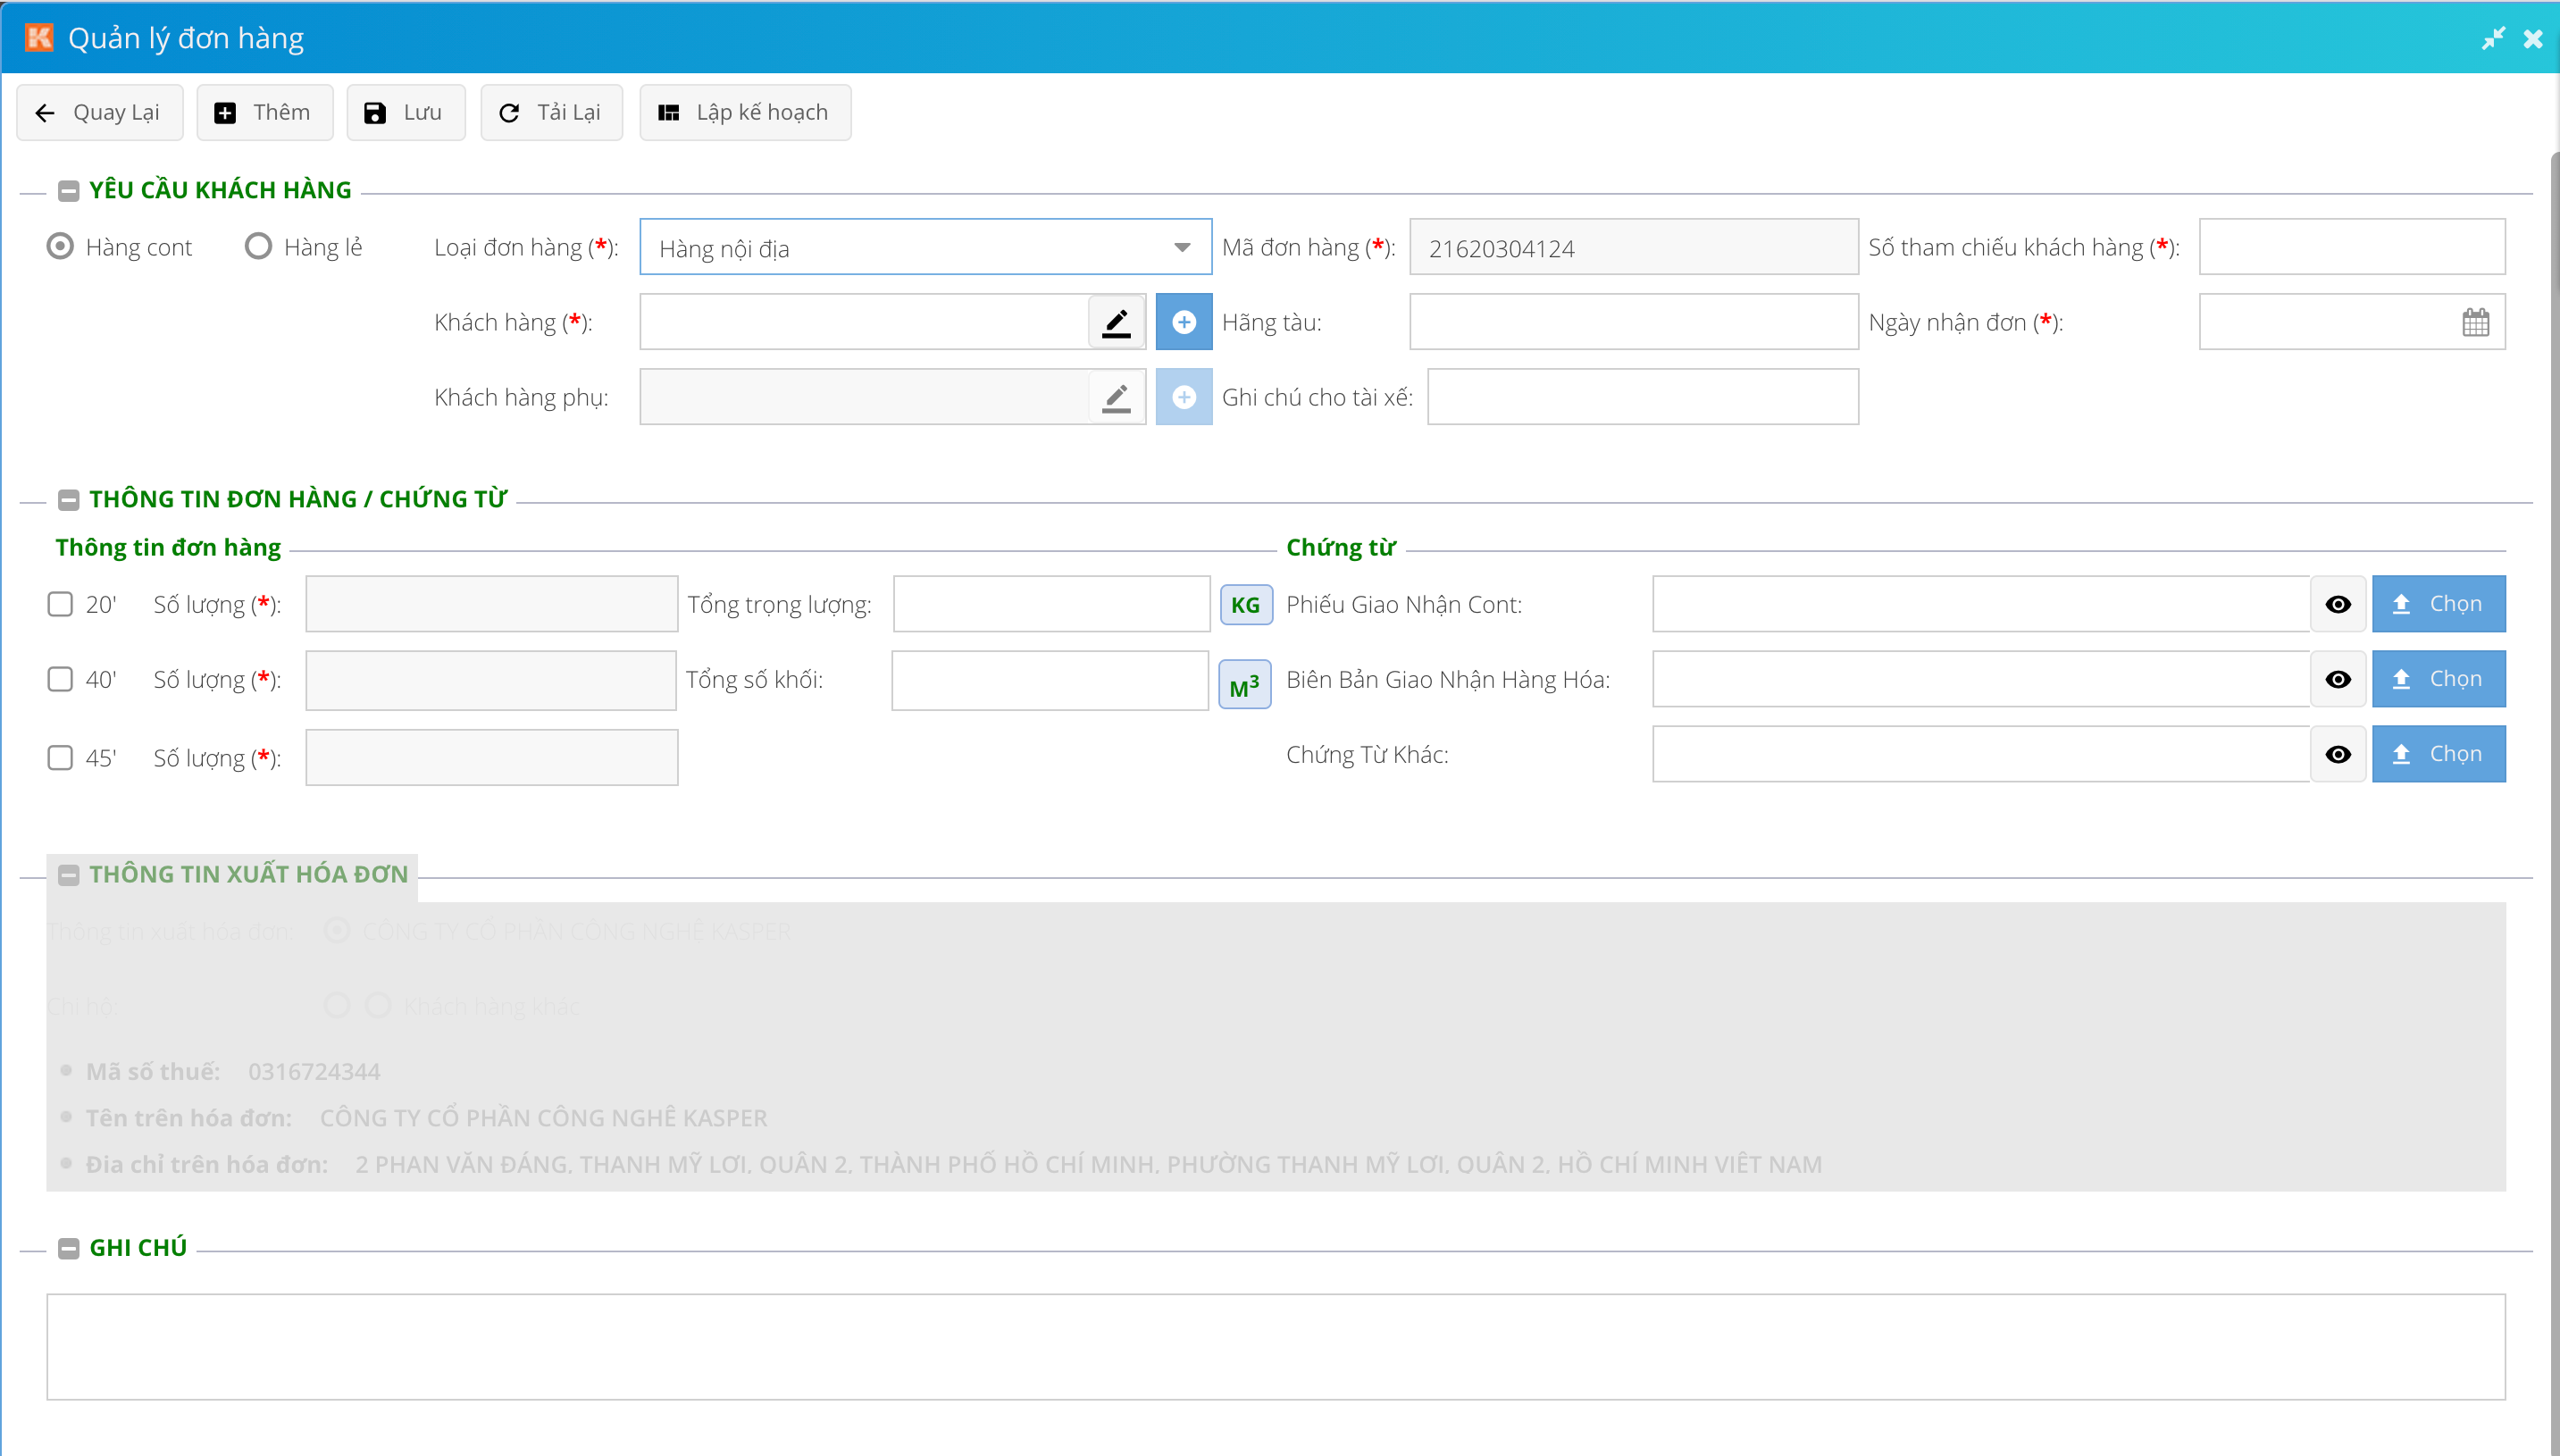 Quản lý đơn hàng
Quay Lại Thêm Lưu Tải Lại Lập kế hoạch
YÊU CẦU KHÁCH HÀNG
Hàng cont Hàng lẻ Loại đơn hàng (*): Hàng nội địa Mã đơn hàng (*): 21620304124 Số tham chiếu khách hàng (*):
Khách hàng (*): Hãng tàu: Ngày nhận đơn (*):
Khách hàng phụ: Ghi chú cho tài xế:
THÔNG TIN ĐƠN HÀNG / CHỨNG TỪ
Thông tin đơn hàng Chứng từ
20' Số lượng (*): Tổng trọng lượng: KG Phiếu Giao Nhận Cont: Chọn
40' Số lượng (*): Tổng số khối: M³ Biên Bản Giao Nhận Hàng Hóa: Chọn
45' Số lượng (*): Chứng Từ Khác: Chọn
THÔNG TIN XUẤT HÓA ĐƠN
Thông tin xuất hóa đơn: CÔNG TY CỔ PHẦN CÔNG NGHỆ KASPER
Chi hộ: Khách hàng khác
Mã số thuế: 0316724344
Tên trên hóa đơn: CÔNG TY CỔ PHẦN CÔNG NGHỆ KASPER
Địa chỉ trên hóa đơn: 2 PHAN VĂN ĐÁNG, THẠNH MỸ LỢI, QUẬN 2, THÀNH PHỐ HỒ CHÍ MINH, PHƯỜNG THẠNH MỸ LỢI, QUẬN 2, HỒ CHÍ MINH VIỆT NAM
GHI CHÚ